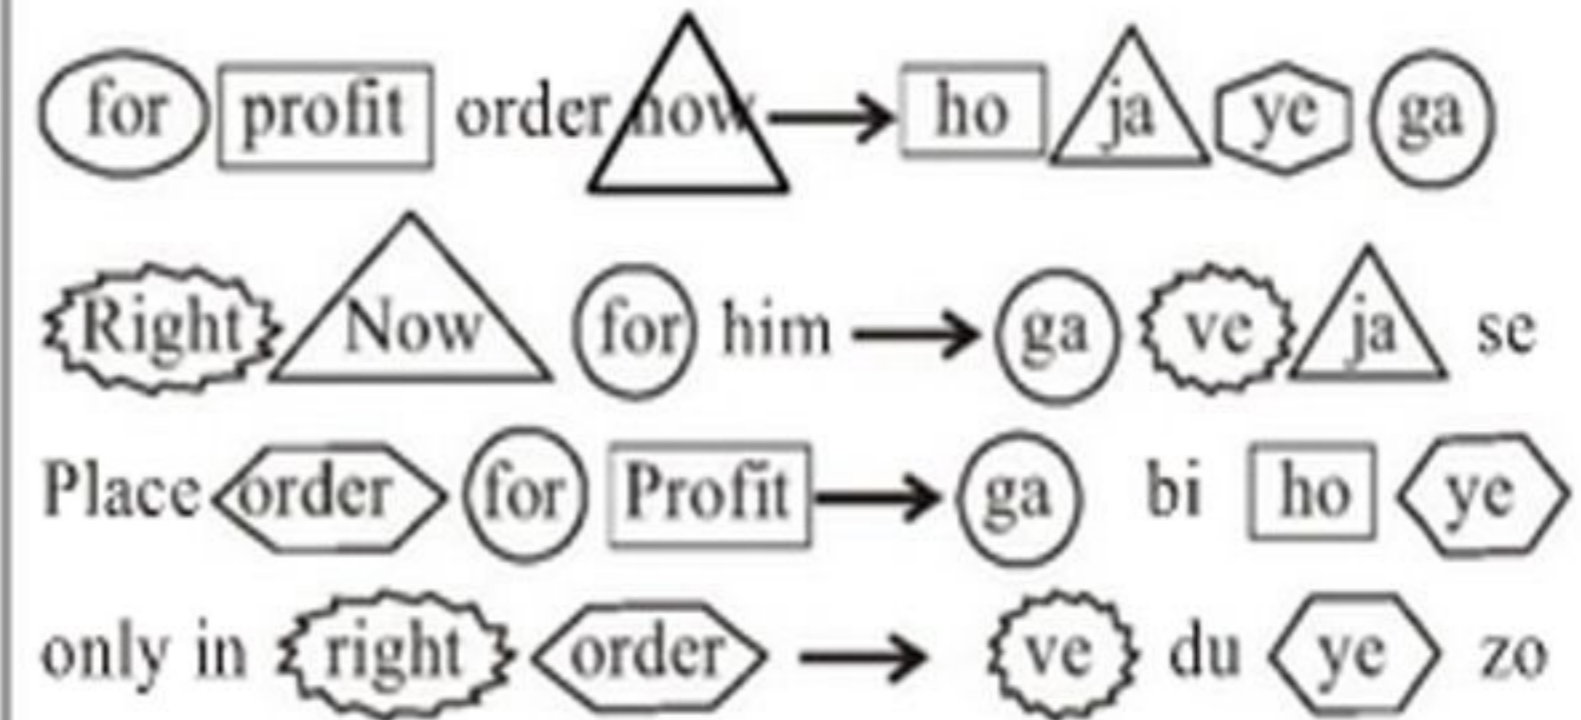 for profit order now → ho ja ye ga
Right Now for him → ga ve ja se
Place order for Profit → ga bi ho ye
only in right order → ve du ye zo